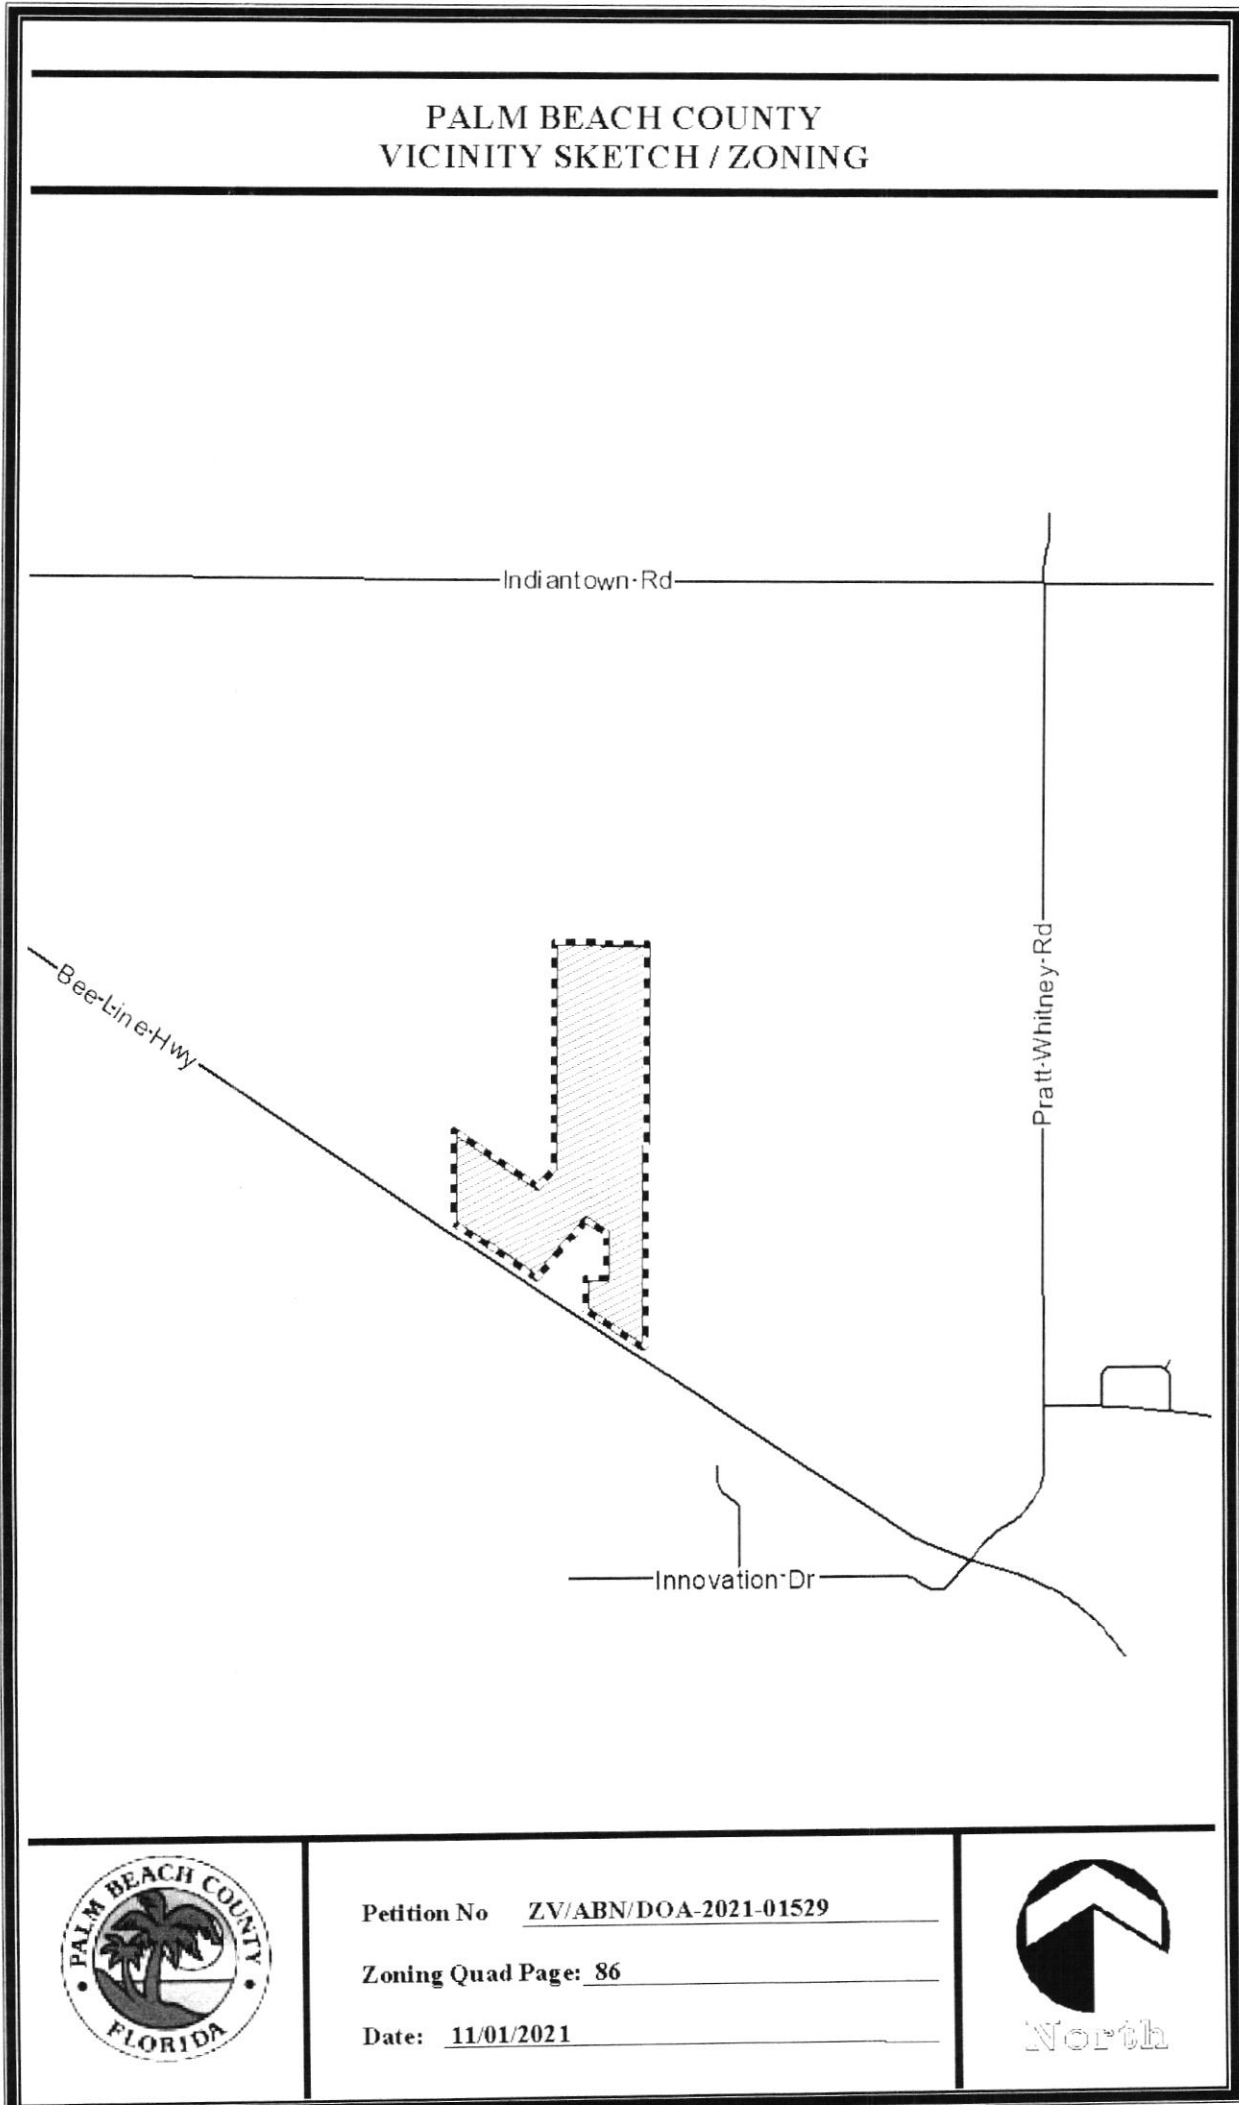 PALM BEACH COUNTY
VICINITY SKETCH / ZONING
Indiantown Rd
Bee Line Hwy
Pratt Whitney Rd
Innovation Dr
PALM BEACH COUNTY
FLORIDA
Petition No ZV/ABN/DOA-2021-01529
Zoning Quad Page: 86
Date: 11/01/2021
North